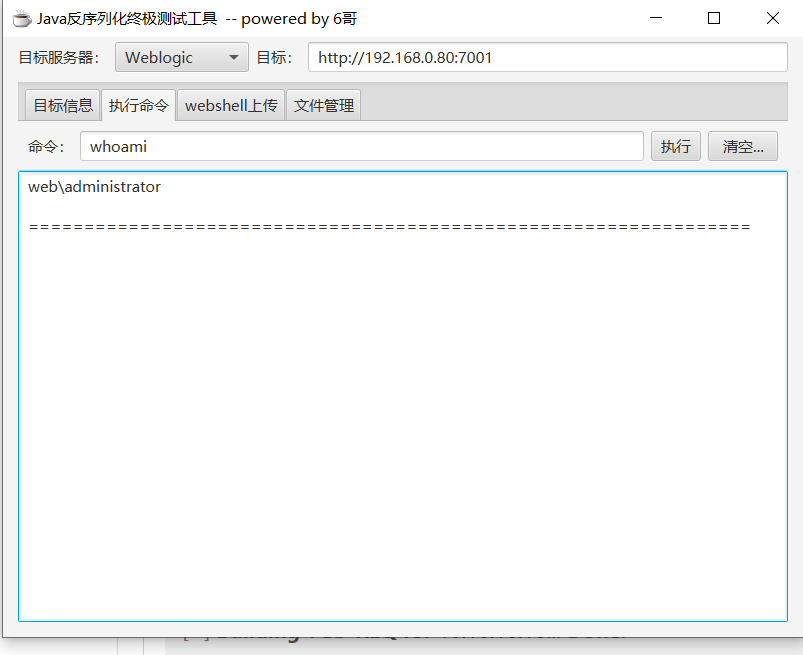 Java反序列化终极测试工具 -- powered by 6哥
目标服务器： Weblogic 目标： http://192.168.0.80:7001
目标信息 执行命令 webshell上传 文件管理
命令： whoami 执行 清空...
web\administrator
==================================================================